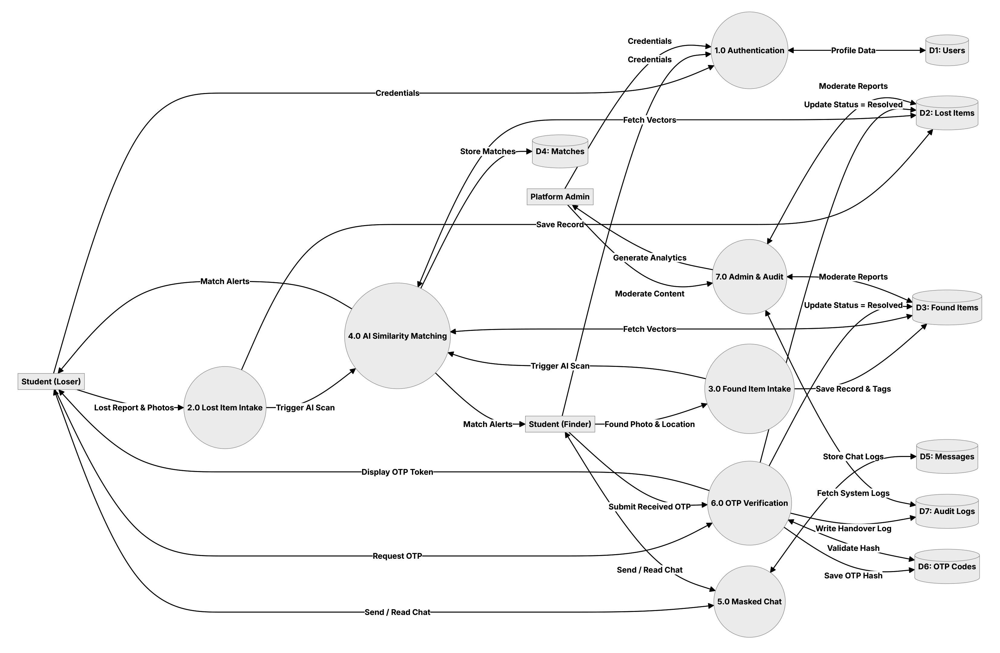 Credentials
1.0 Authentication
Profile Data
D1: Users
Credentials
Credentials
Moderate Reports
Update Status = Resolved
D2: Lost Items
Fetch Vectors
Store Matches
D4: Matches
Platform Admin
Save Record
Generate Analytics
7.0 Admin & Audit
Moderate Reports
Match Alerts
Moderate Content
Update Status = Resolved
D3: Found Items
Fetch Vectors
4.0 AI Similarity Matching
Trigger AI Scan
Student (Loser)
3.0 Found Item Intake
Save Record & Tags
Lost Report & Photos
2.0 Lost Item Intake
Trigger AI Scan
Match Alerts
Student (Finder)
Found Photo & Location
Store Chat Logs
D5: Messages
Display OTP Token
Fetch System Logs
Submit Received OTP
6.0 OTP Verification
D7: Audit Logs
Write Handover Log
Validate Hash
Request OTP
D6: OTP Codes
Send / Read Chat
Save OTP Hash
5.0 Masked Chat
Send / Read Chat